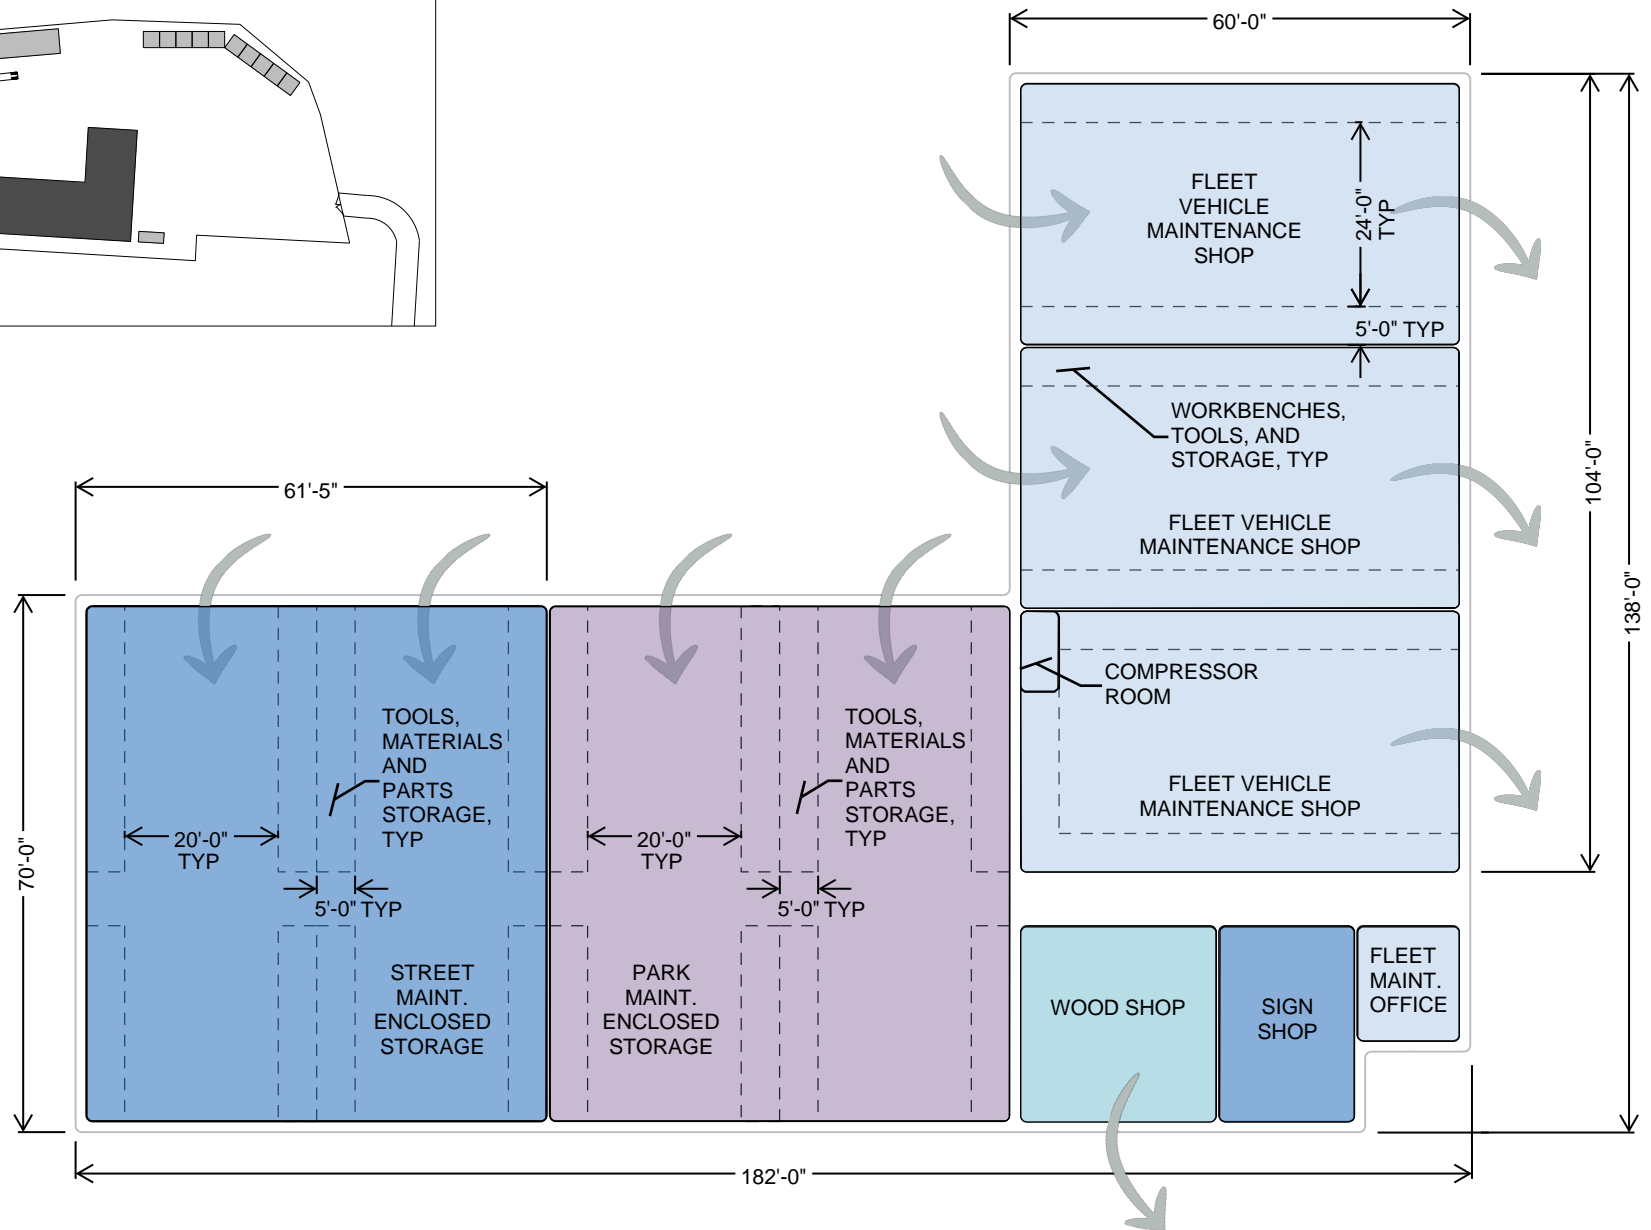 60'-0"
FLEET
VEHICLE
MAINTENANCE
SHOP
24'-0"
TYP
5'-0" TYP
WORKBENCHES,
TOOLS, AND
STORAGE, TYP
FLEET VEHICLE
MAINTENANCE SHOP
104'-0"
138'-0"
61'-5"
COMPRESSOR
ROOM
FLEET VEHICLE
MAINTENANCE SHOP
TOOLS,
MATERIALS
AND
PARTS
STORAGE,
TYP
TOOLS,
MATERIALS
AND
PARTS
STORAGE,
TYP
20'-0"
TYP
20'-0"
TYP
70'-0"
5'-0" TYP
5'-0" TYP
STREET
MAINT.
ENCLOSED
STORAGE
PARK
MAINT.
ENCLOSED
STORAGE
WOOD SHOP
SIGN
SHOP
FLEET
MAINT.
OFFICE
182'-0"